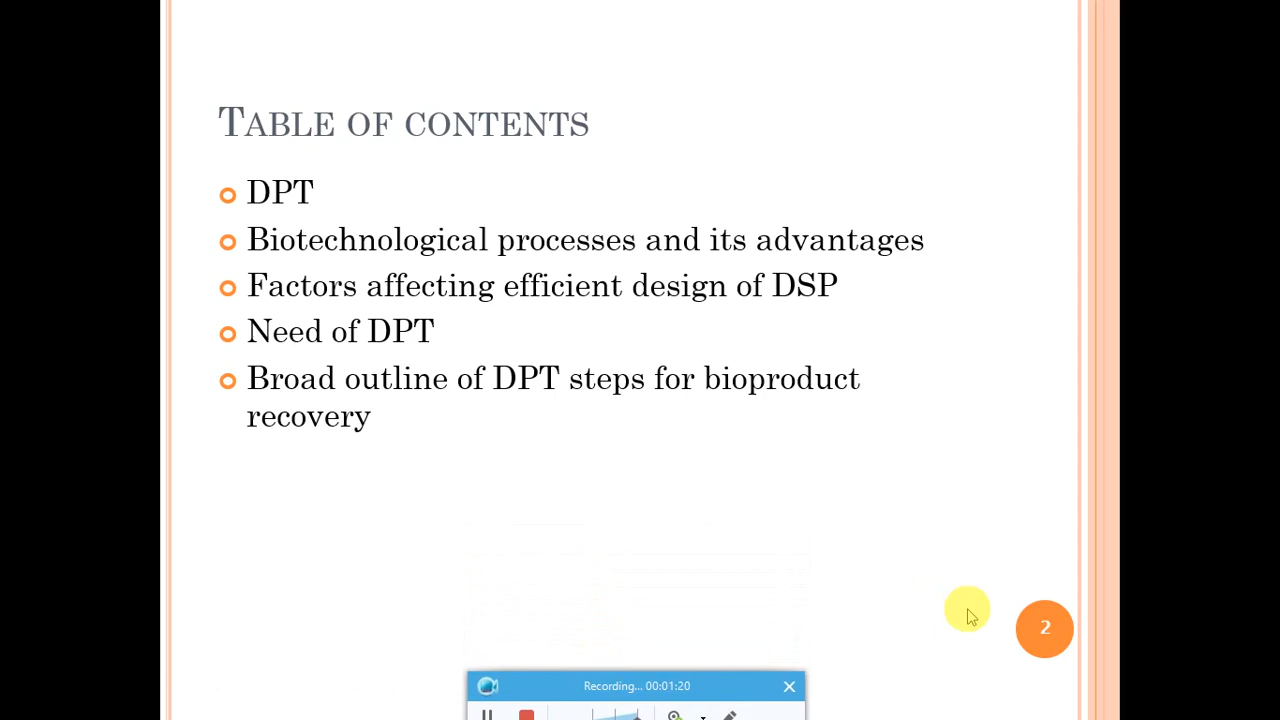 TABLE OF CONTENTS
DPT
Biotechnological processes and its advantages
Factors affecting efficient design of DSP
Need of DPT
Broad outline of DPT steps for bioproduct
recovery
2
Recording... 00:01:20